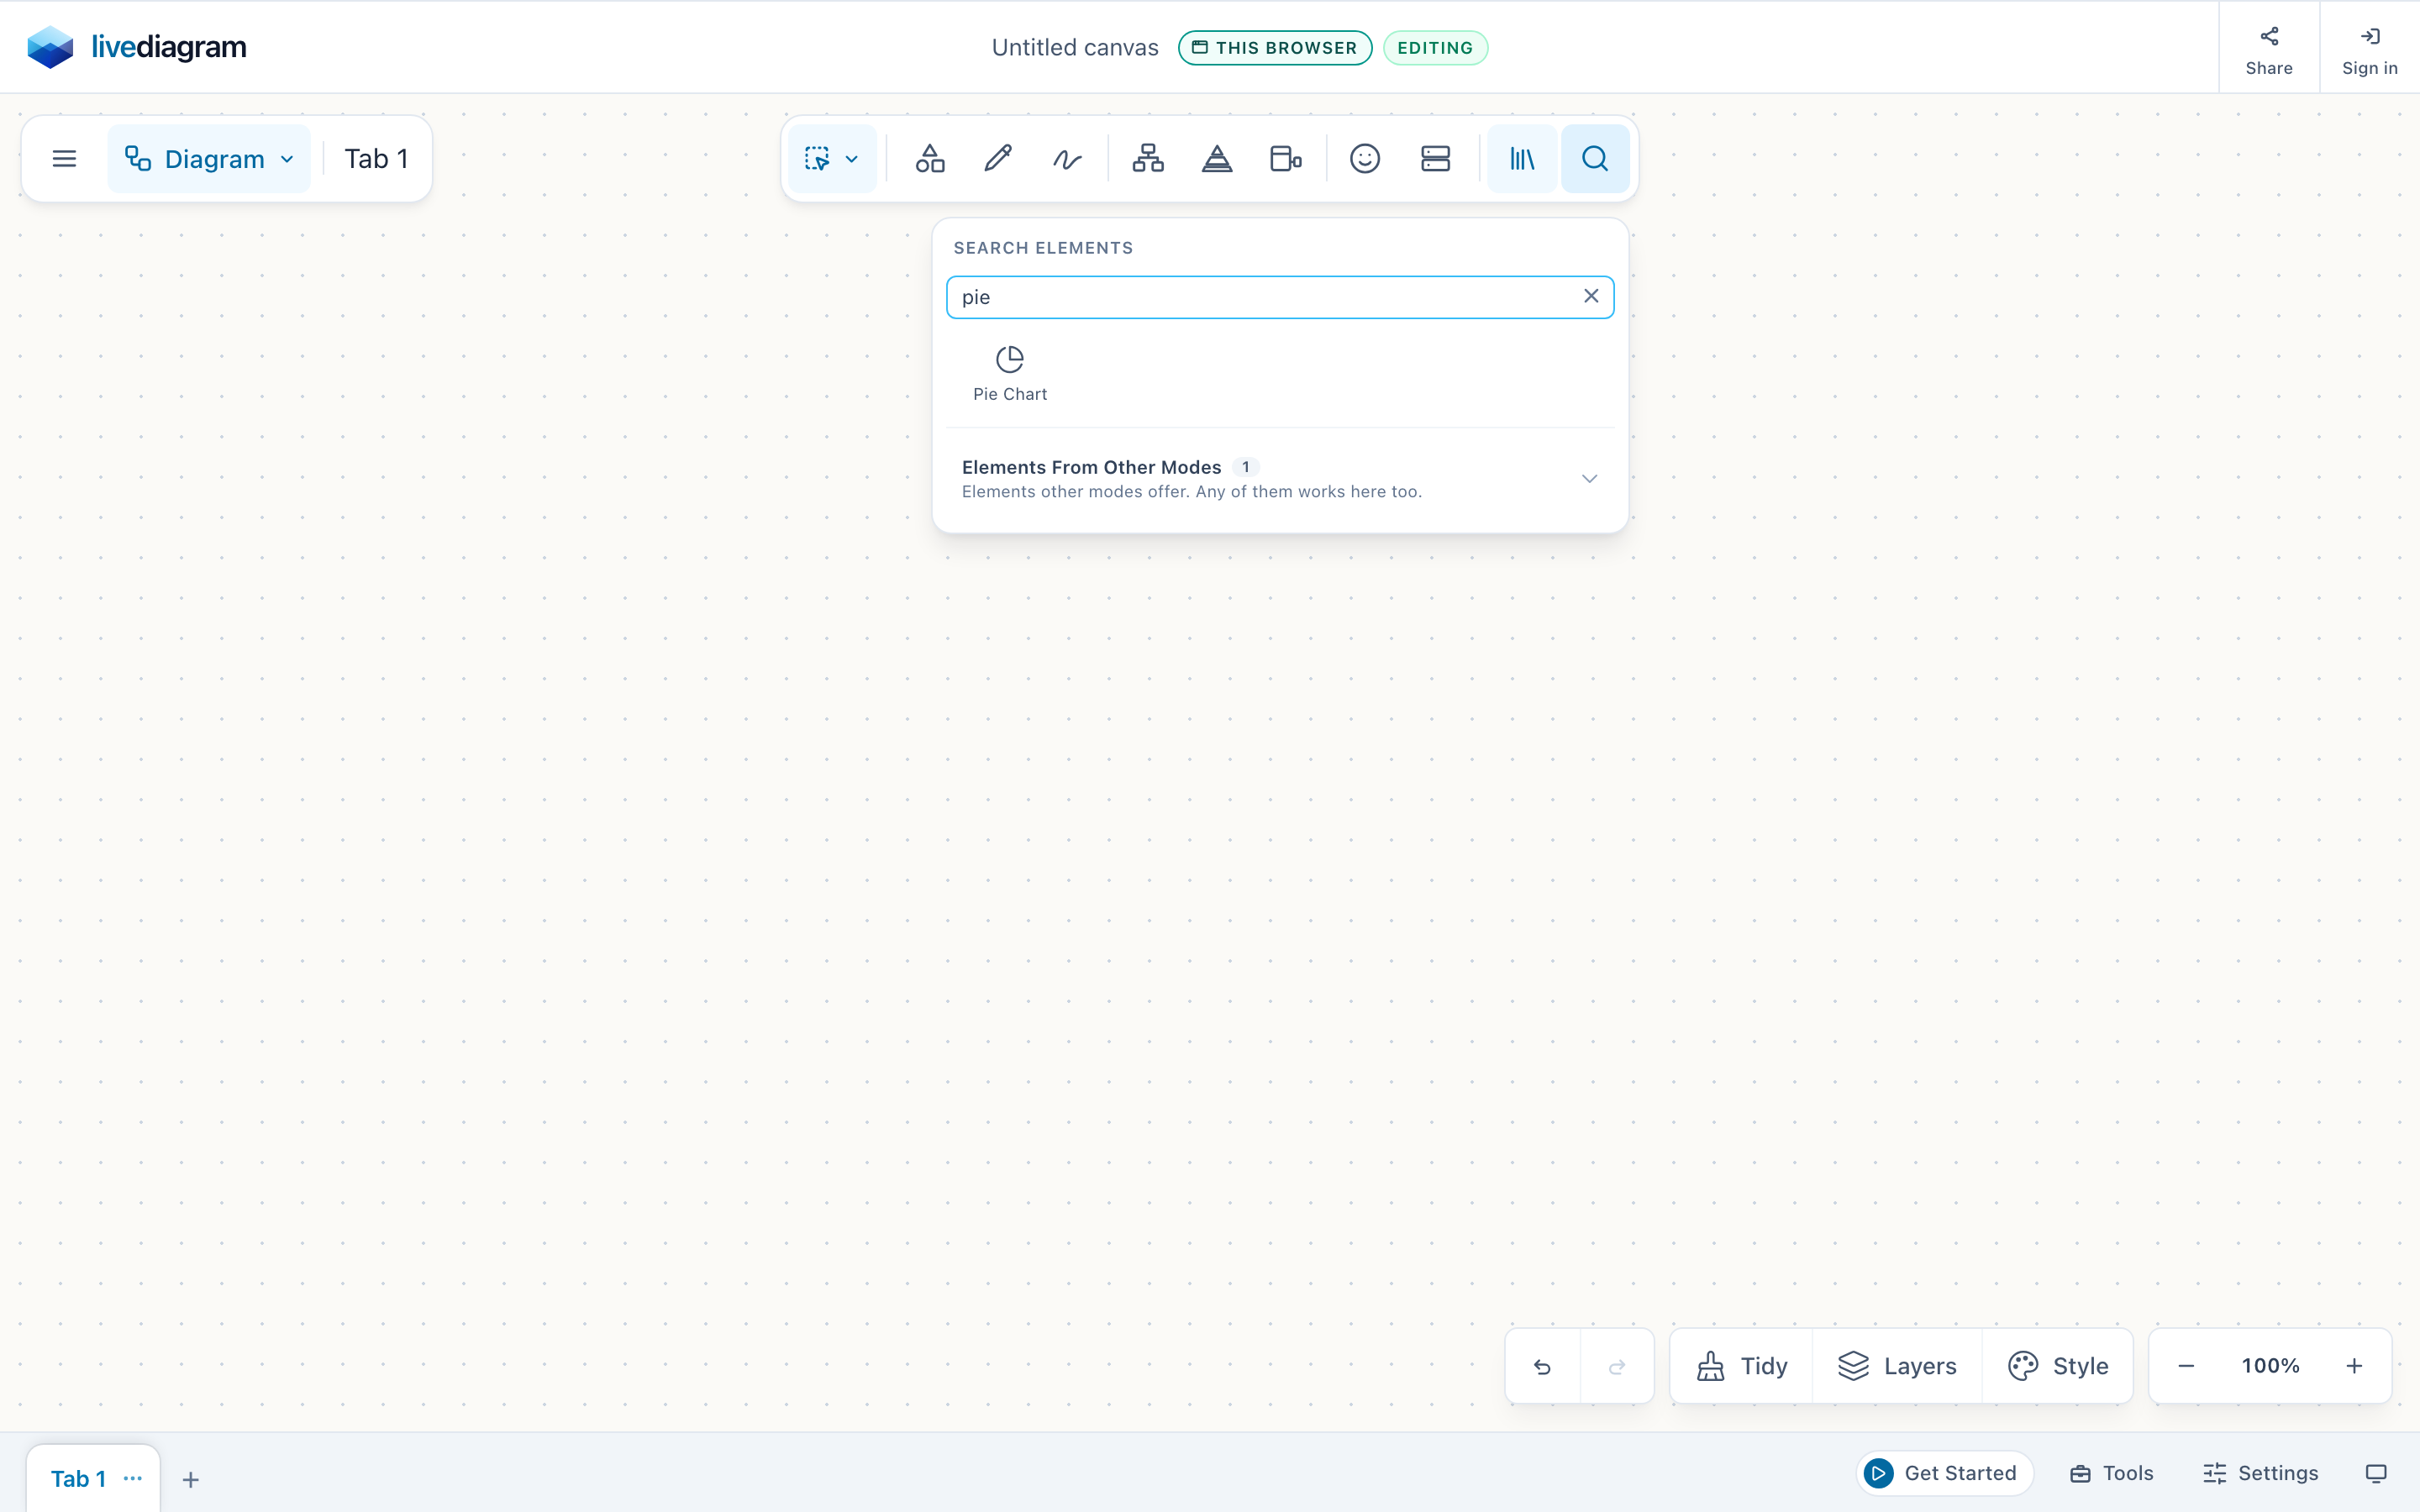 livediagram
Untitled canvas
THIS BROWSER
EDITING
Share
Sign in
Diagram
Tab 1
SEARCH ELEMENTS
pie
Pie Chart
Elements From Other Modes 1
Elements other modes offer. Any of them works here too.
Tidy
Layers
Style
100%
Tab 1
Get Started
Tools
Settings